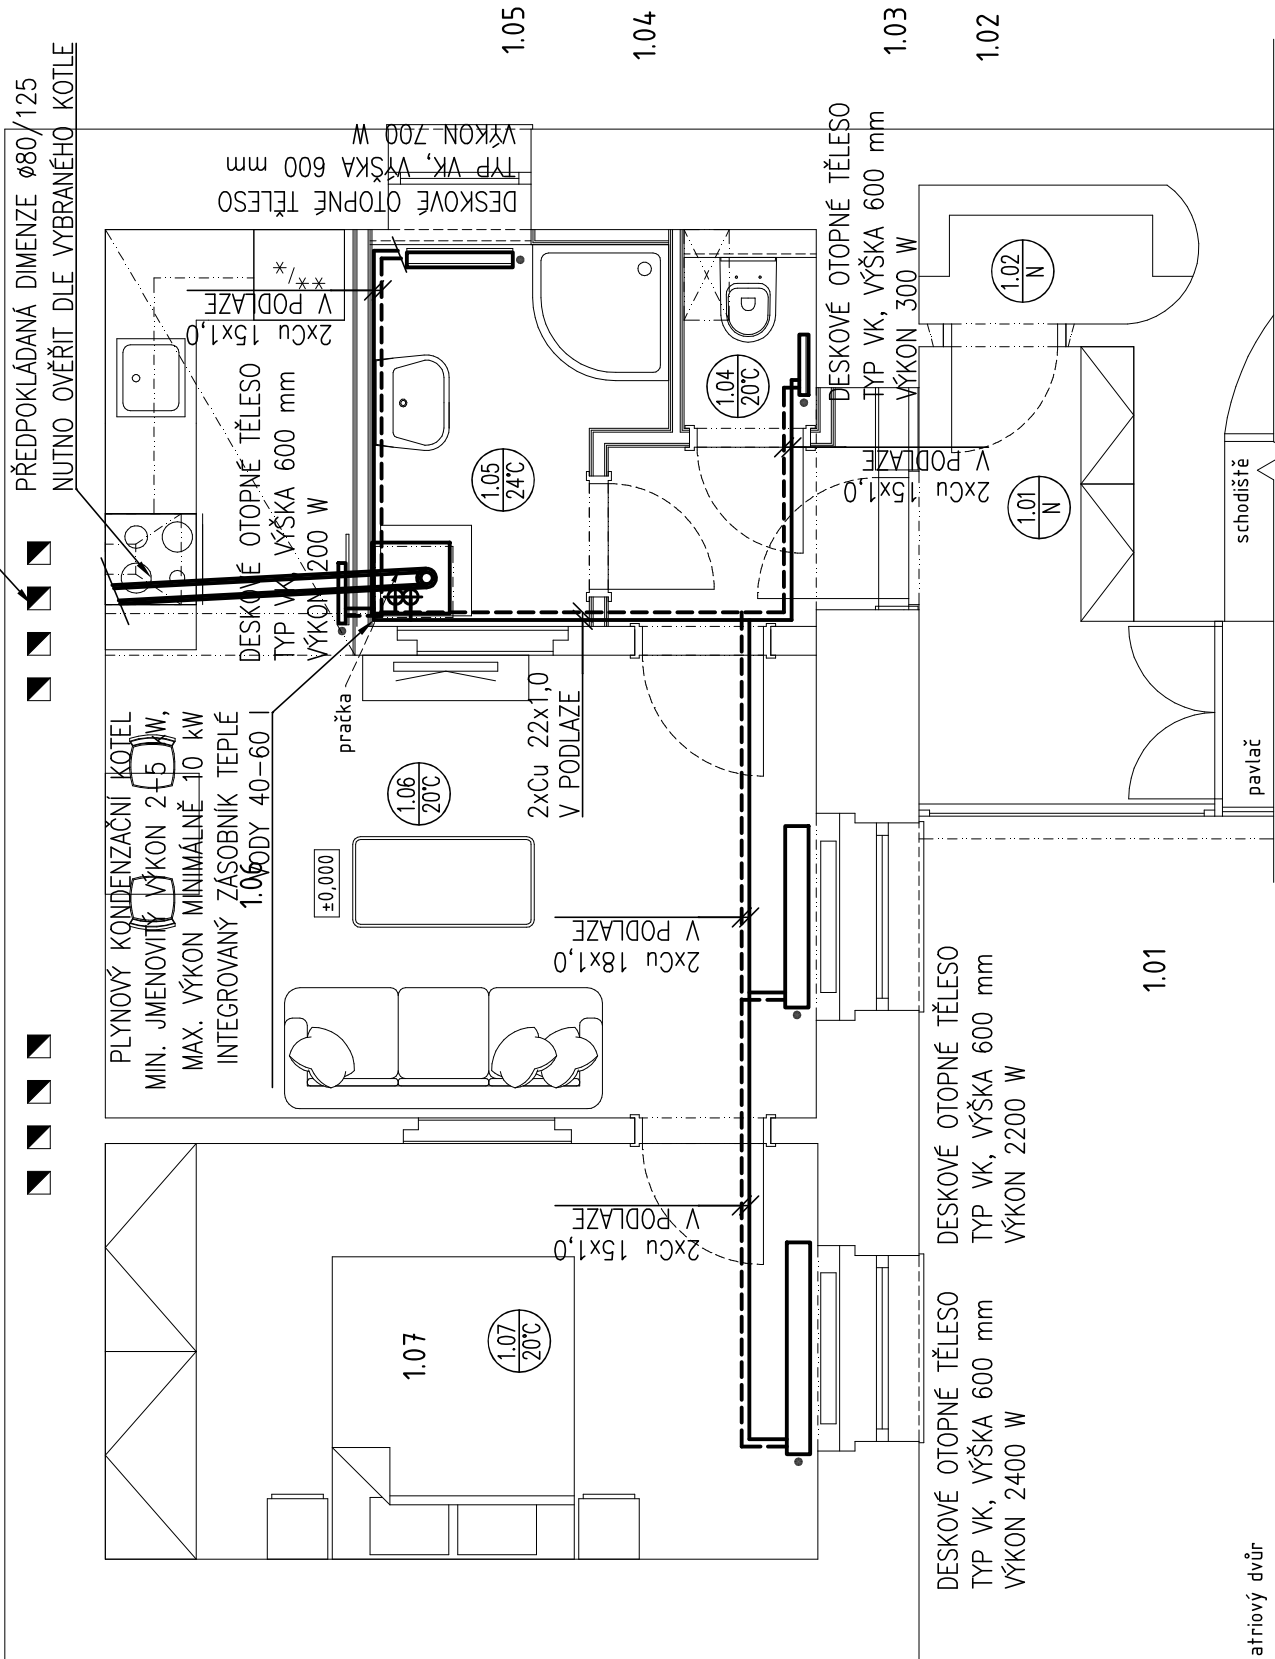 PŘEDPOKLÁDANÁ DIMENZE ø80/125
NUTNO OVĚŘIT DLE VYBRANÉHO KOTLE
DESKOVÉ OTOPNÉ TĚLESO
TYP VK, VÝŠKA 600 mm
VÝKON 700 W
1.05
1.04
1.03
1.02
2xCu 15x1,0
V PODLAZE
**/*
DESKOVÉ OTOPNÉ TĚLESO
TYP VK, VÝŠKA 600 mm
VÝKON 200 W
DESKOVÉ OTOPNÉ TĚLESO
TYP VK, VÝŠKA 600 mm
VÝKON 300 W
1.02
N
1.04
20°C
1.05
24°C
2xCu 15x1,0
V PODLAZE
1.01
N
schodiště
pavlač
PLYNOVÝ KONDENZAČNÍ KOTEL
MIN. JMENOVITÝ VÝKON 2-5 kW,
MAX. VÝKON MINIMÁLNĚ 10 kW
INTEGROVANÝ ZÁSOBNÍK TEPLÉ
VODY 40-60 l
1.06
pračka
1.06
20°C
±0,000
2xCu 22x1,0
V PODLAZE
2xCu 18x1,0
V PODLAZE
2xCu 15x1,0
V PODLAZE
1.07
1.07
20°C
DESKOVÉ OTOPNÉ TĚLESO
TYP VK, VÝŠKA 600 mm
VÝKON 2200 W
1.01
DESKOVÉ OTOPNÉ TĚLESO
TYP VK, VÝŠKA 600 mm
VÝKON 2400 W
atriový dvůr